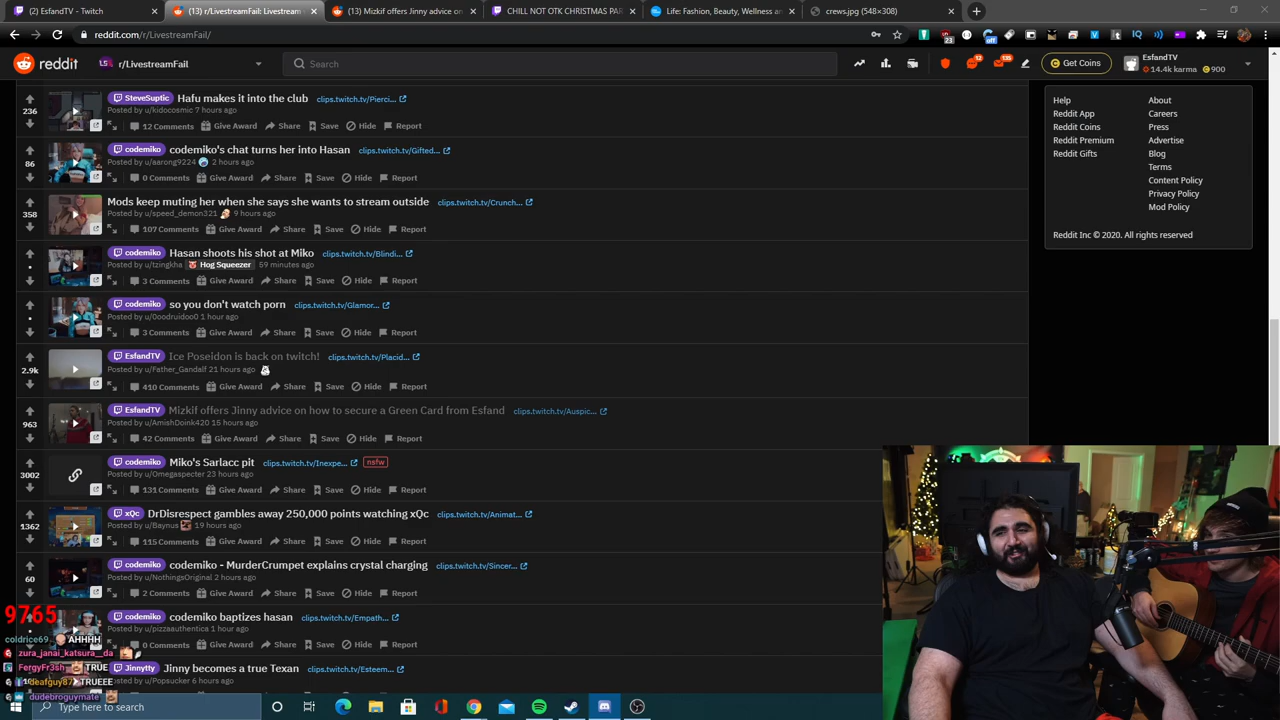 (2) EsfandTV - Twitch
(13) r/LivestreamFail: Livestream
(13) Mizkif offers Jinny advice on
CHILL NOT OTK CHRISTMAS PAR
Life: Fashion, Beauty, Wellness an
crews.jpg (548×308)
reddit.com/r/LivestreamFail/
reddit
r/LivestreamFail
Search
Get Coins
EsfandTV
14.4k karma 900
236
SteveSuptic Hafu makes it into the club clips.twitch.tv/Pierci...
Posted by u/kidocosmic 7 hours ago
12 Comments Give Award Share Save Hide Report
86
codemiko codemiko's chat turns her into Hasan clips.twitch.tv/Gifted...
Posted by u/aarong9224 2 hours ago
0 Comments Give Award Share Save Hide Report
358
Mods keep muting her when she says she wants to stream outside clips.twitch.tv/Crunch...
Posted by u/speed_demon321 9 hours ago
107 Comments Give Award Share Save Hide Report
•
codemiko Hasan shoots his shot at Miko clips.twitch.tv/Blindi...
Posted by u/tzingkha Hog Squeezer 59 minutes ago
3 Comments Give Award Share Save Hide Report
•
codemiko so you don't watch porn clips.twitch.tv/Glamor...
Posted by u/0oodruidoo0 1 hour ago
3 Comments Give Award Share Save Hide Report
2.9k
EsfandTV Ice Poseidon is back on twitch! clips.twitch.tv/Placid...
Posted by u/Father_Gandalf 21 hours ago
410 Comments Give Award Share Save Hide Report
963
EsfandTV Mizkif offers Jinny advice on how to secure a Green Card from Esfand clips.twitch.tv/Auspic...
Posted by u/AmishDoink420 15 hours ago
42 Comments Give Award Share Save Hide Report
3002
codemiko Miko's Sarlacc pit clips.twitch.tv/Inexpe... nsfw
Posted by u/Omegaspecter 23 hours ago
131 Comments Give Award Share Save Hide Report
1362
xQc DrDisrespect gambles away 250,000 points watching xQc clips.twitch.tv/Animat...
Posted by u/Baynus 19 hours ago
115 Comments Give Award Share Save Hide Report
60
codemiko codemiko - MurderCrumpet explains crystal charging clips.twitch.tv/Sincer...
Posted by u/NothingsOriginal 2 hours ago
2 Comments Give Award Share Save Hide Report
codemiko codemiko baptizes hasan clips.twitch.tv/Empath...
Posted by u/pizzaauthentica 1 hour ago
0 Comments Give Award Share Save Hide Report
Jinnytty Jinny becomes a true Texan clips.twitch.tv/Esteem...
Posted by u/Popsucker 6 hours ago
Help
Reddit App
Reddit Coins
Reddit Premium
Reddit Gifts
About
Careers
Press
Advertise
Blog
Terms
Content Policy
Privacy Policy
Mod Policy
Reddit Inc © 2020. All rights reserved
9765
coldrice69.. AHHHH
zura_janai_katsura__da
FergyFr3sh TRUE
deafguy87 TRUEEE
dudebroguymate
Type here to search